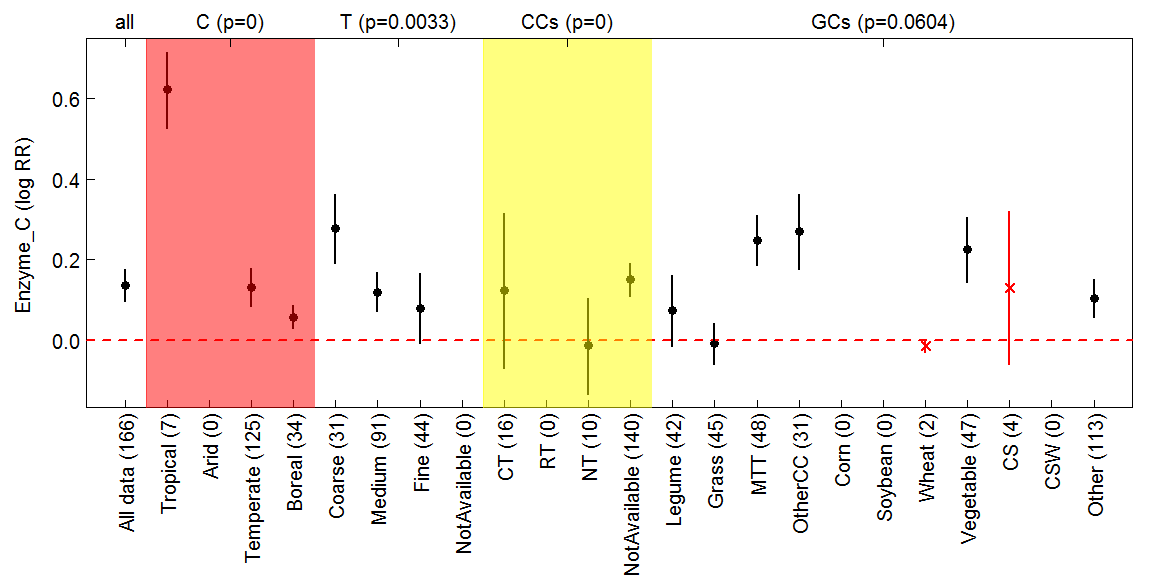 all
C (p=0)
T (p=0.0033)
CCs (p=0)
GCs (p=0.0604)
Enzyme_C (log RR)
0.6
0.4
0.2
0.0
All data (166)
Tropical (7)
Arid (0)
Temperate (125)
Boreal (34)
Coarse (31)
Medium (91)
Fine (44)
NotAvailable (0)
CT (16)
RT (0)
NT (10)
NotAvailable (140)
Legume (42)
Grass (45)
MTT (48)
OtherCC (31)
Corn (0)
Soybean (0)
Wheat (2)
Vegetable (47)
CS (4)
CSW (0)
Other (113)